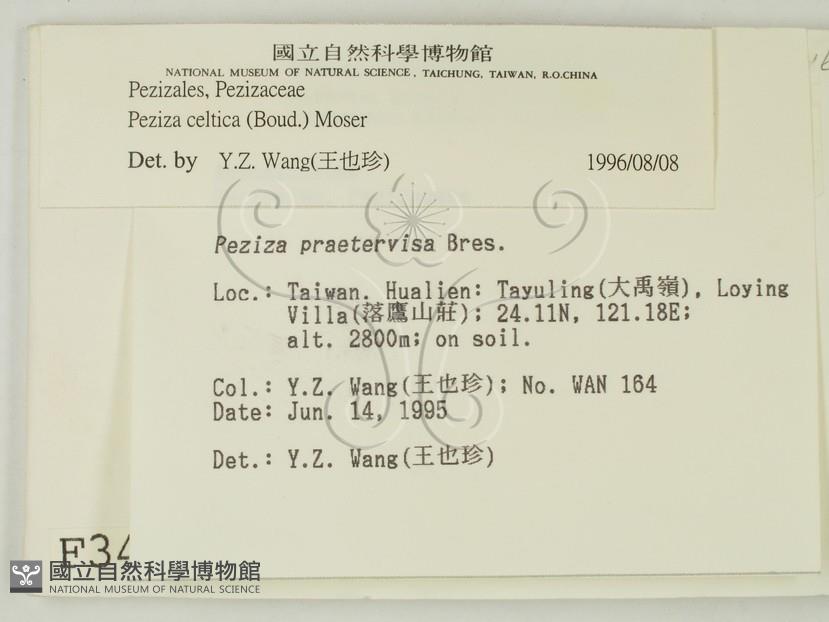 國立自然科學博物館
NATIONAL MUSEUM OF NATURAL SCIENCE, TAICHUNG, TAIWAN, R.O.CHINA
Pezizales, Pezizaceae
Peziza celtica (Boud.) Moser
Det. by Y.Z. Wang(王也珍) 1996/08/08
Peziza praetervisa Bres.
Loc.: Taiwan. Hualien: Tayuling(大禹嶺), Loying
Villa(落鷹山莊); 24.11N, 121.18E;
alt. 2800m; on soil.
Col.: Y.Z. Wang(王也珍); No. WAN 164
Date: Jun. 14, 1995
Det.: Y.Z. Wang(王也珍)
F34
國立自然科學博物館
NATIONAL MUSEUM OF NATURAL SCIENCE